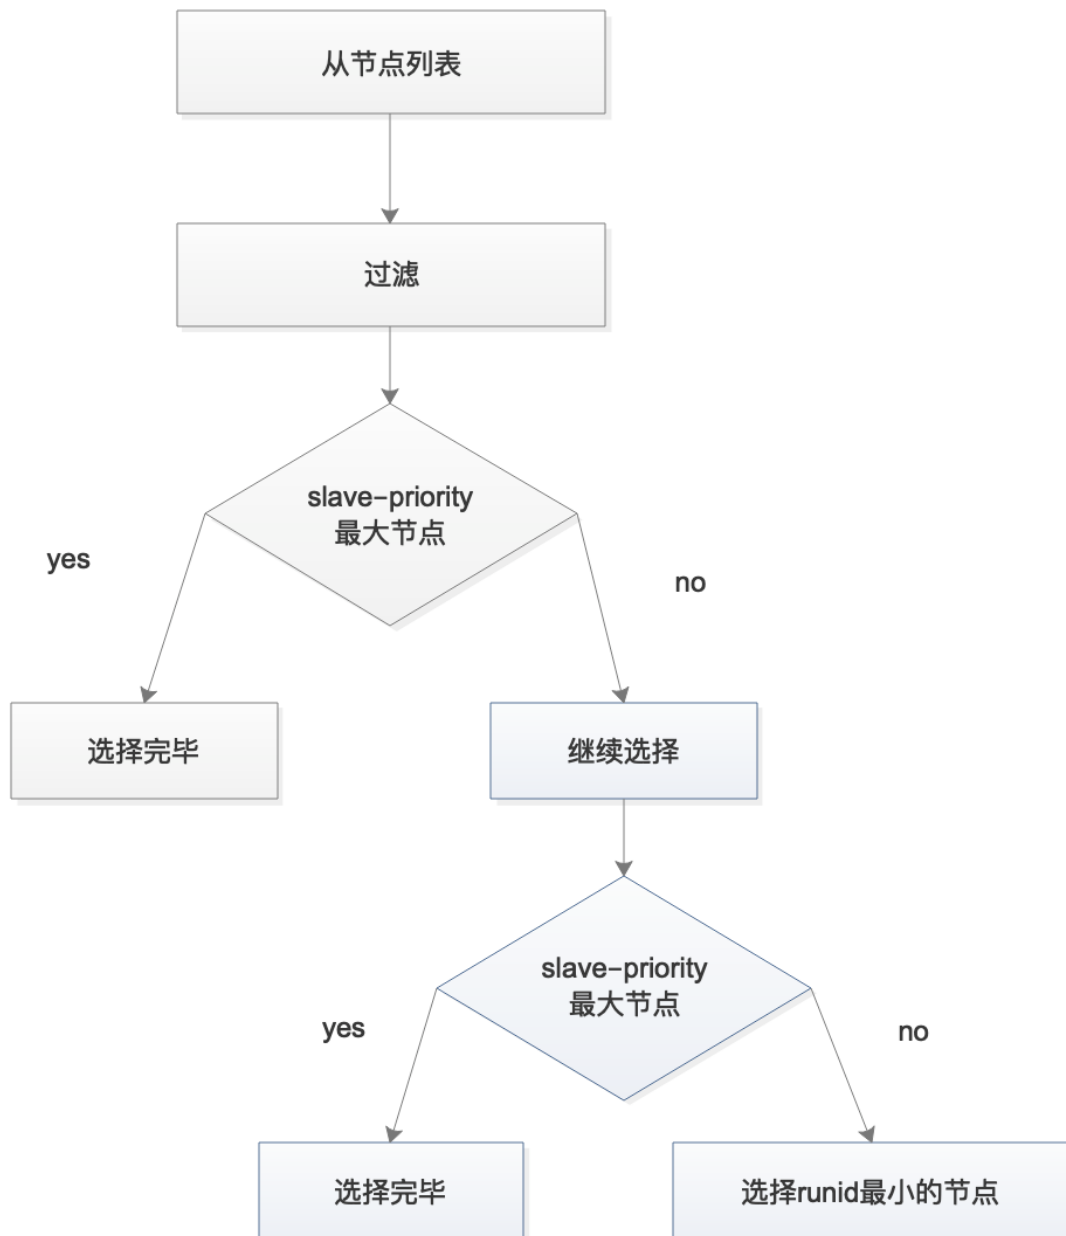 从节点列表
过滤
slave-priority
最大节点
yes
no
选择完毕
继续选择
slave-priority
最大节点
yes
no
选择完毕
选择runid最小的节点